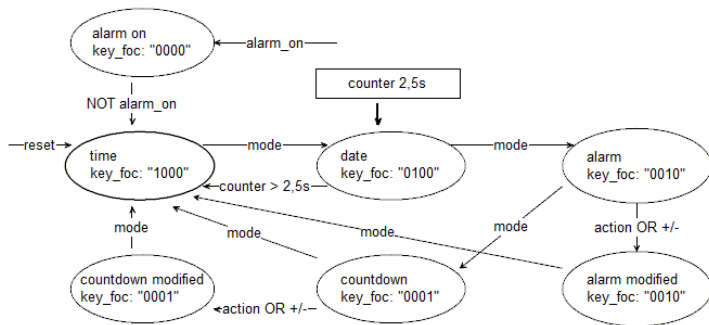 alarm on
key_foc: "0000"
alarm_on
NOT alarm_on
counter 2,5s
reset
time
key_foc: "1000"
mode
date
key_foc: "0100"
mode
alarm
key_foc: "0010"
counter > 2,5s
mode
mode
mode
mode
action OR +/-
countdown modified
key_foc: "0001"
action OR +/-
countdown
key_foc: "0001"
alarm modified
key_foc: "0010"